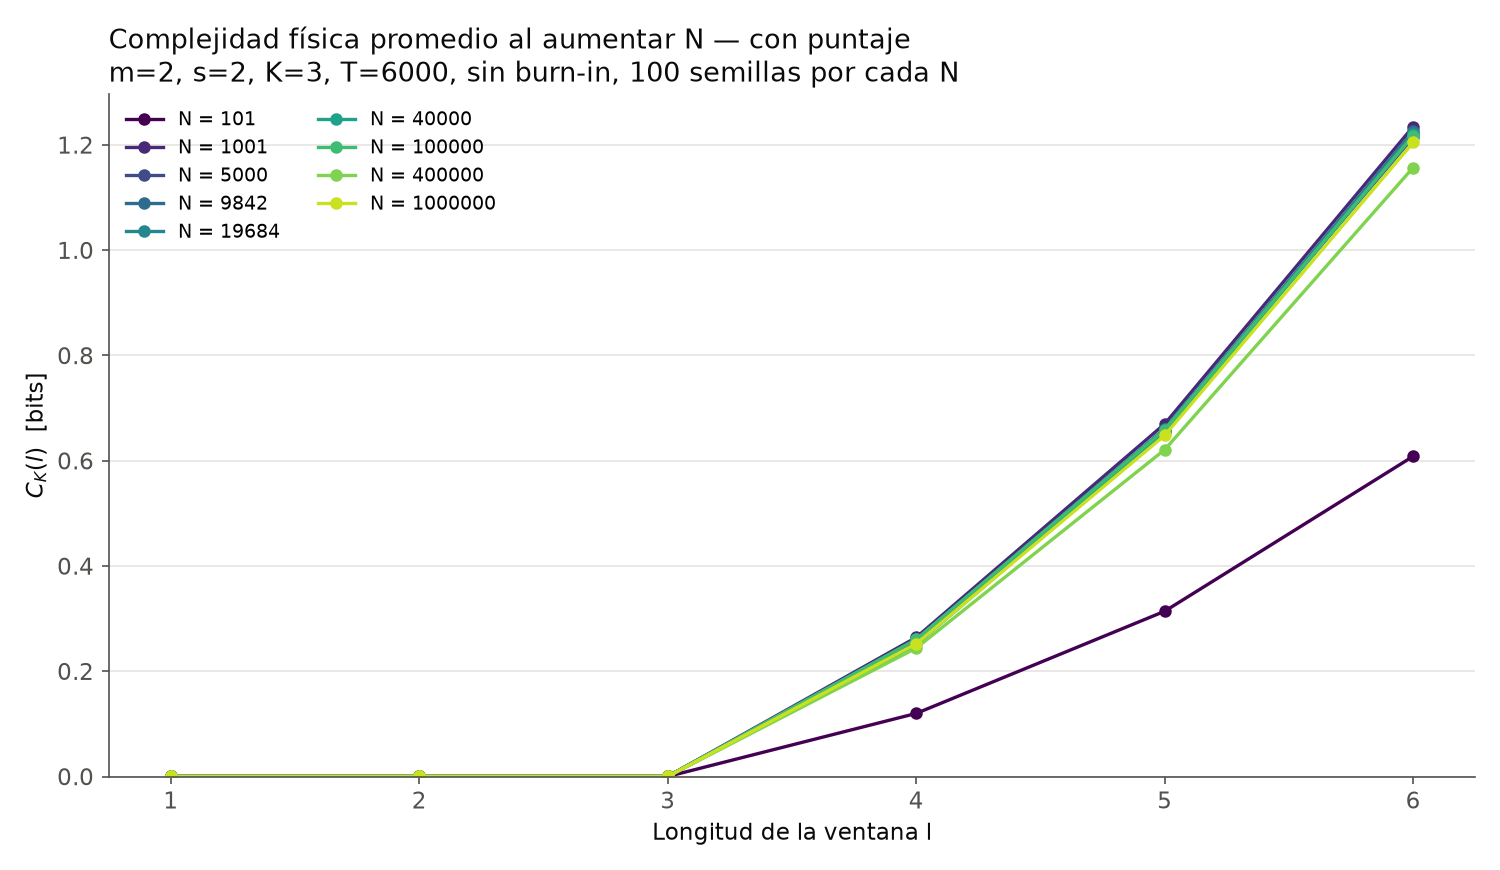 Complejidad física promedio al aumentar N — con puntaje
m=2, s=2, K=3, T=6000, sin burn-in, 100 semillas por cada N
N = 101
N = 1001
N = 5000
N = 9842
N = 19684
N = 40000
N = 100000
N = 400000
N = 1000000
1.2
1.0
0.8
0.6
0.4
0.2
0.0
C_K(l) [bits]
1 2 3 4 5 6
Longitud de la ventana l